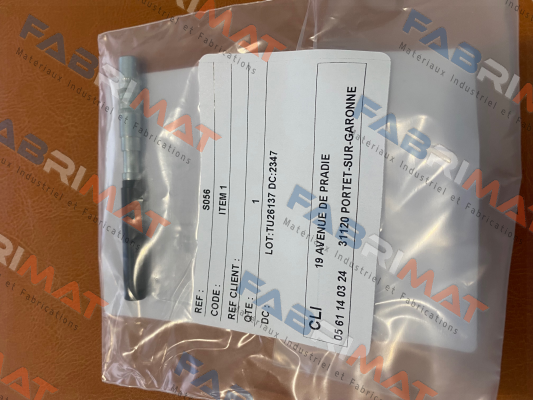 REF : S056
CODE : ITEM 1
REF CLIENT :
QTE : 1
DC : LOT:TU26137 DC:2347
CLI 19 AVENUE DE PRADIE
05 61 14 03 24 31120 PORTET-SUR-GARONNE
FABRIMAT
Materiaux Industriel et Fabrications